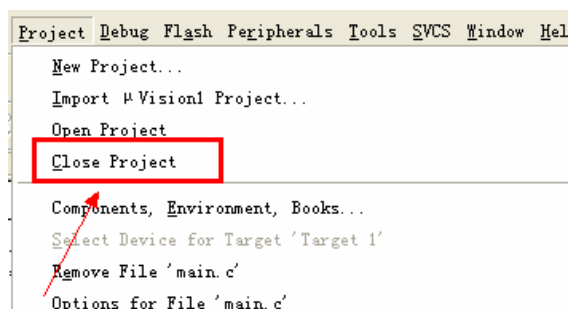 Project Debug Flash Peripherals Tools SVCS Window Hel
New Project...
Import μVision1 Project...
Open Project
Close Project
Components, Environment, Books...
Select Device for Target 'Target 1'
Remove File 'main.c'
Options for File 'main.c'